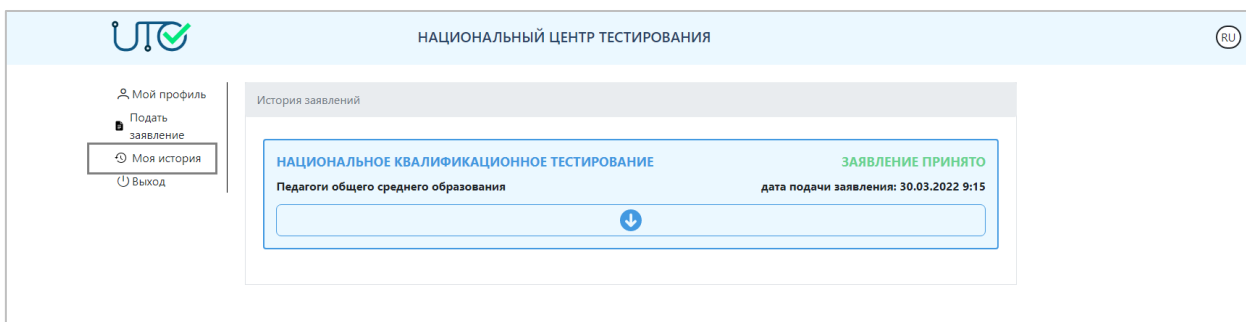 UTO
НАЦИОНАЛЬНЫЙ ЦЕНТР ТЕСТИРОВАНИЯ
RU
Мой профиль
Подать
заявление
Моя история
Выход
История заявлений
НАЦИОНАЛЬНОЕ КВАЛИФИКАЦИОННОЕ ТЕСТИРОВАНИЕ
ЗАЯВЛЕНИЕ ПРИНЯТО
Педагоги общего среднего образования
дата подачи заявления: 30.03.2022 9:15